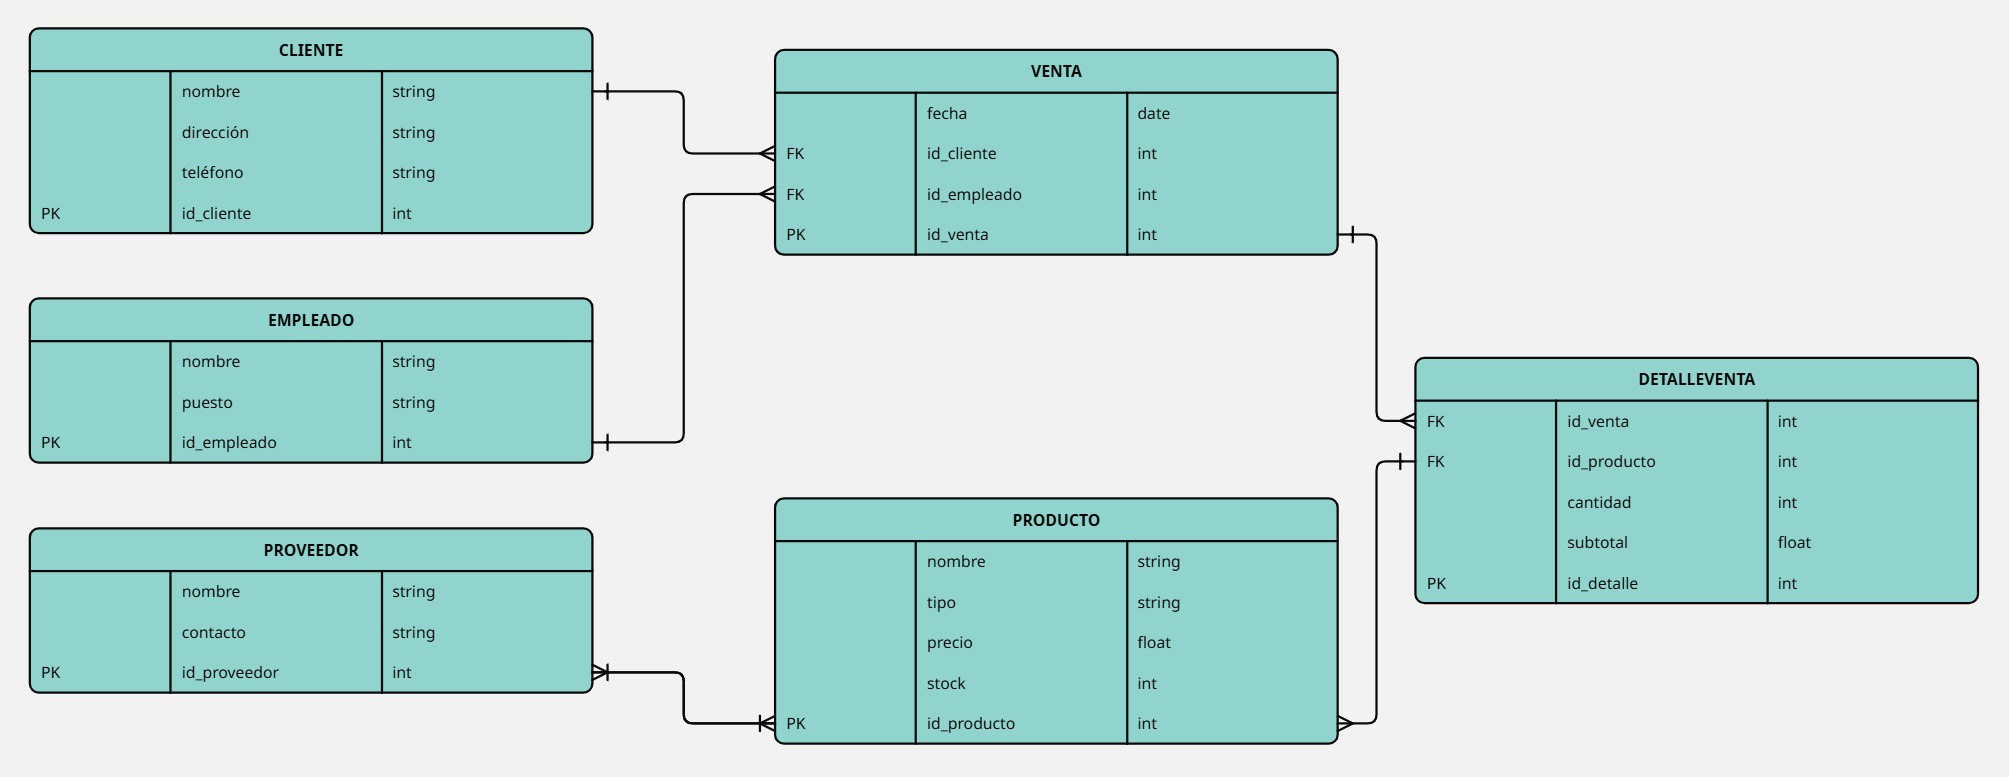 CLIENTE
nombre string
dirección string
teléfono string
PK id_cliente int
VENTA
fecha date
FK id_cliente int
FK id_empleado int
PK id_venta int
EMPLEADO
nombre string
puesto string
PK id_empleado int
DETALLEVENTA
FK id_venta int
FK id_producto int
cantidad int
subtotal float
PK id_detalle int
PROVEEDOR
nombre string
contacto string
PK id_proveedor int
PRODUCTO
nombre string
tipo string
precio float
stock int
PK id_producto int